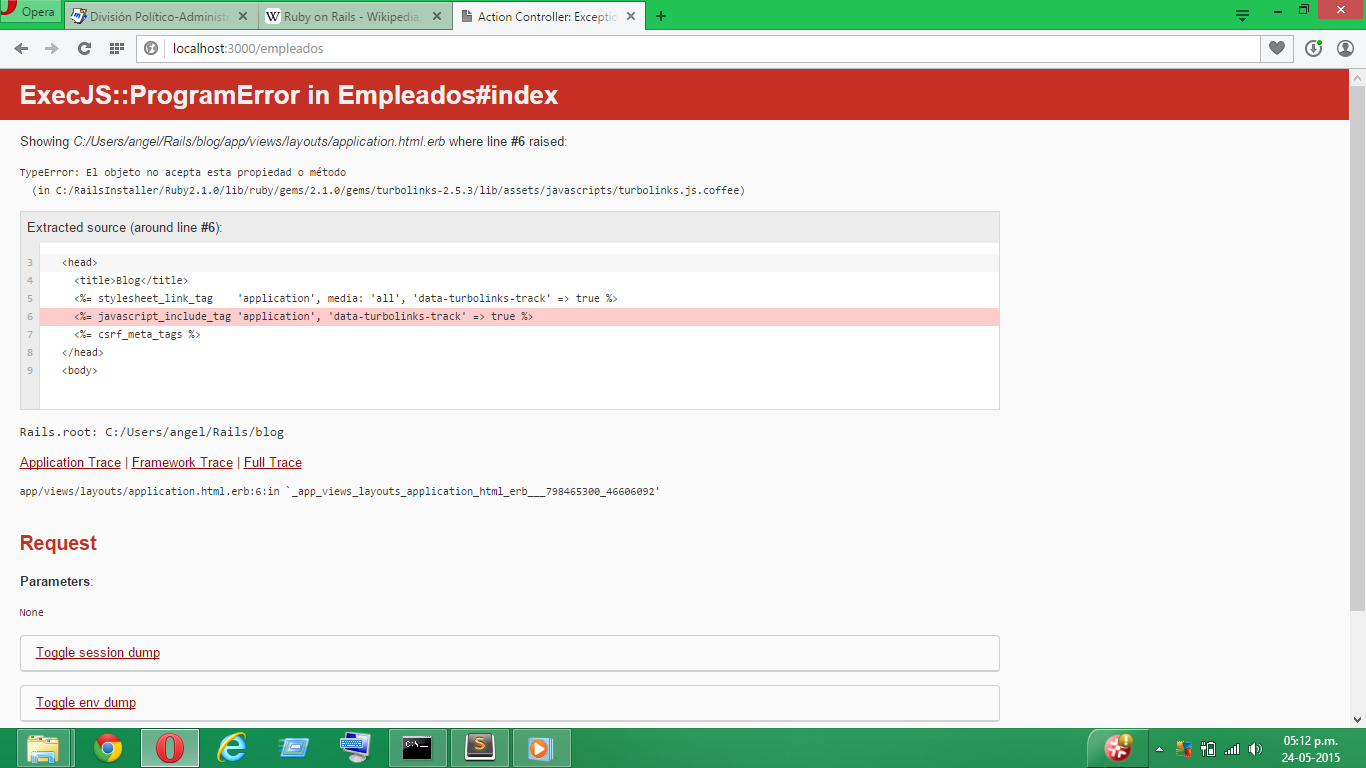 Opera
División Político-Administr
Ruby on Rails - Wikipedia,
Action Controller: Exceptio
localhost:3000/empleados
ExecJS::ProgramError in Empleados#index
Showing C:/Users/angel/Rails/blog/app/views/layouts/application.html.erb where line #6 raised:
TypeError: El objeto no acepta esta propiedad o método
(in C:/RailsInstaller/Ruby2.1.0/lib/ruby/gems/2.1.0/gems/turbolinks-2.5.3/lib/assets/javascripts/turbolinks.js.coffee)
Extracted source (around line #6):
3 <head>
4 <title>Blog</title>
5 <%= stylesheet_link_tag    'application', media: 'all', 'data-turbolinks-track' => true %>
6 <%= javascript_include_tag 'application', 'data-turbolinks-track' => true %>
7 <%= csrf_meta_tags %>
8 </head>
9 <body>
Rails.root: C:/Users/angel/Rails/blog
Application Trace | Framework Trace | Full Trace
app/views/layouts/application.html.erb:6:in `_app_views_layouts_application_html_erb___798465300_46606092'
Request
Parameters:
None
Toggle session dump
Toggle env dump
05:12 p.m.
24-05-2015